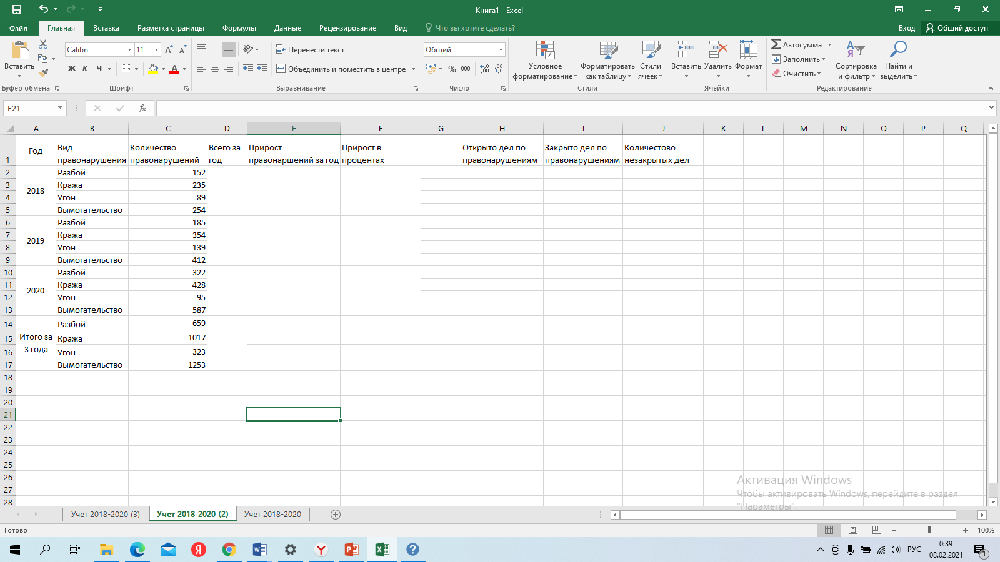 Книга1 - Excel
Файл Главная Вставка Разметка страницы Формулы Данные Рецензирование Вид Что вы хотите сделать? Вход Общий доступ
Вставить
Буфер обмена
Calibri 11
Ж К Ч А
Шрифт
Перенести текст
Объединить и поместить в центре
Выравнивание
Общий
% 000
Число
Условное форматирование
Форматировать как таблицу
Стили ячеек
Стили
Вставить Удалить Формат
Ячейки
Автосумма
Заполнить
Очистить
Сортировка и фильтр
Найти и выделить
Редактирование
E21 fx
A B C D E F G H I J K L M N O P Q
1 Год Вид правонарушения Количество правонарушений Всего за год Прирост правонаршений за год Прирост в процентах Открыто дел по правонарушениям Закрыто дел по правонарушениям Количестово незакрытых дел
2 Разбой 152
3 Кража 235
2018
4 Угон 89
5 Вымогательство 254
6 Разбой 185
7 Кража 354
2019
8 Угон 139
9 Вымогательство 412
10 Разбой 322
11 Кража 428
2020
12 Угон 95
13 Вымогательство 587
14 Разбой 659
15 Итого за 3 года Кража 1017
16 Угон 323
17 Вымогательство 1253
18
19
20
21
22
23
24
25
26
27
28
Активация Windows
Чтобы активировать Windows, перейдите в раздел
"Параметры".
Учет 2018-2020 (3) Учет 2018-2020 (2) Учет 2018-2020
Готово 100%
РУС 0:39
08.02.2021
1